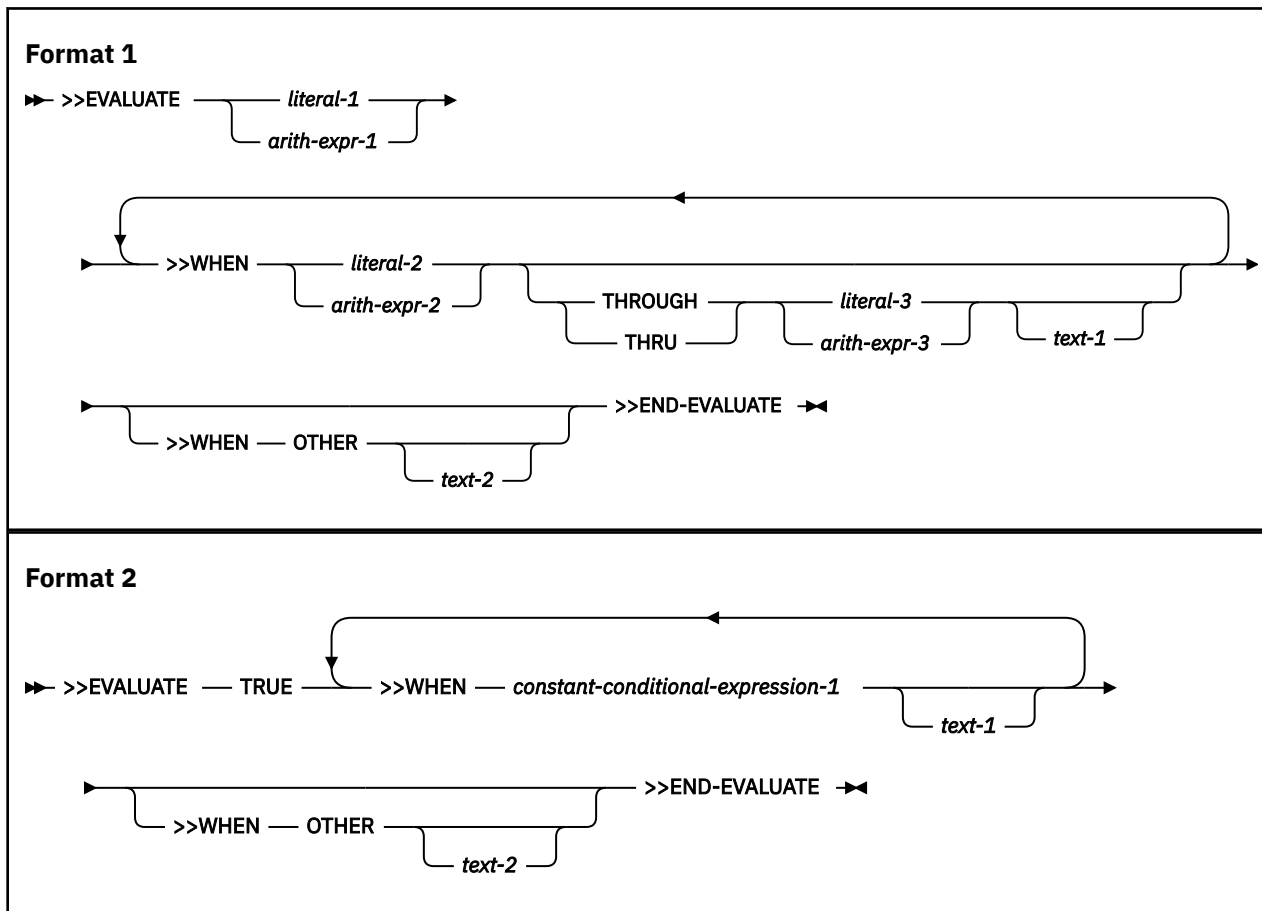 Format 1
>>EVALUATE literal-1
arith-expr-1
>>WHEN literal-2
arith-expr-2
THROUGH literal-3
THRU arith-expr-3 text-1
>>END-EVALUATE
>>WHEN OTHER
text-2
Format 2
>>EVALUATE TRUE >>WHEN constant-conditional-expression-1
text-1
>>END-EVALUATE
>>WHEN OTHER
text-2